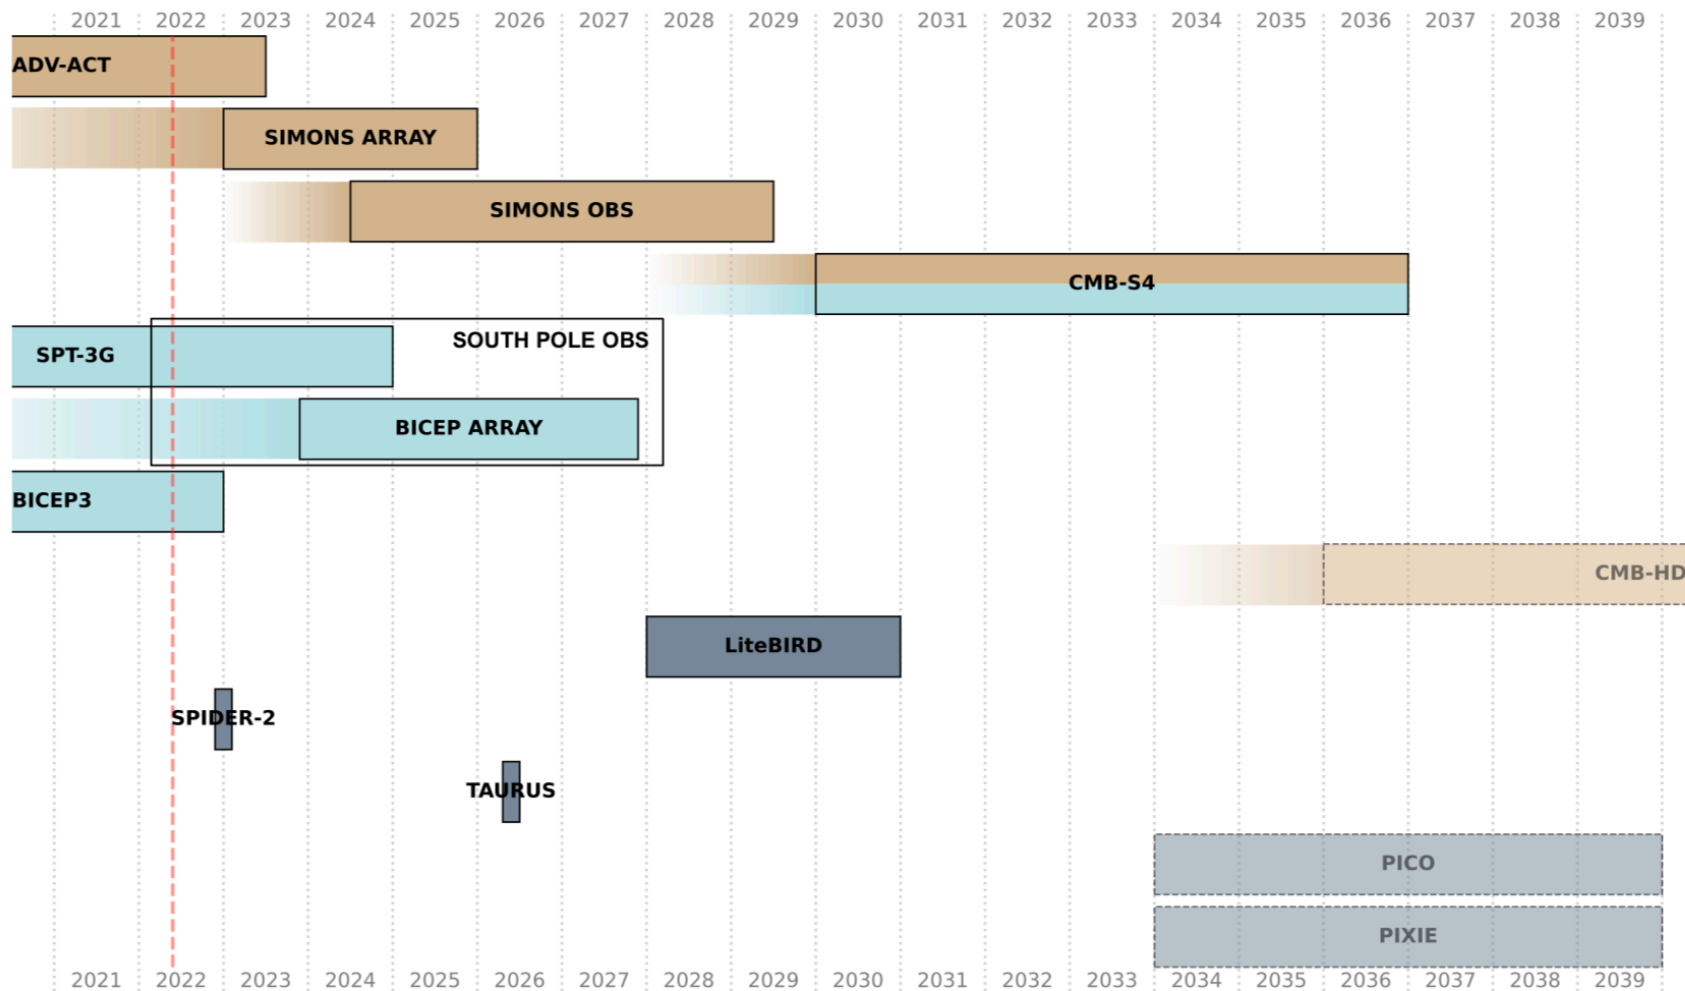 2021 2022 2023 2024 2025 2026 2027 2028 2029 2030 2031 2032 2033 2034 2035 2036 2037 2038 2039
ADV-ACT
SIMONS ARRAY
SIMONS OBS
CMB-S4
SOUTH POLE OBS
SPT-3G
BICEP ARRAY
BICEP3
CMB-HD
LiteBIRD
SPIDER-2
TAURUS
PICO
PIXIE
2021 2022 2023 2024 2025 2026 2027 2028 2029 2030 2031 2032 2033 2034 2035 2036 2037 2038 2039